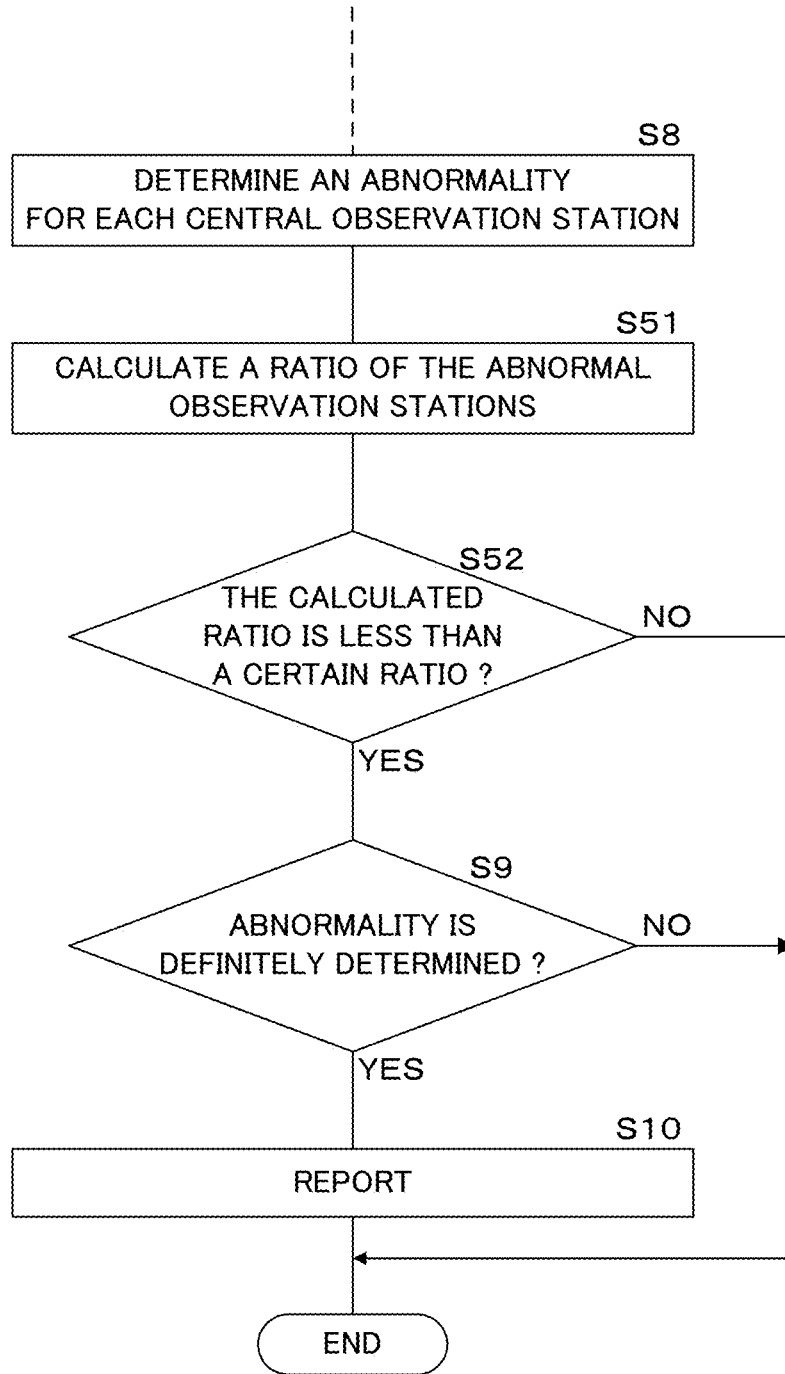 S8
DETERMINE AN ABNORMALITY
FOR EACH CENTRAL OBSERVATION STATION
S51
CALCULATE A RATIO OF THE ABNORMAL
OBSERVATION STATIONS
S52
THE CALCULATED
RATIO IS LESS THAN
A CERTAIN RATIO ?
NO
YES
S9
ABNORMALITY IS
DEFINITELY DETERMINED ?
NO
YES
S10
REPORT
END